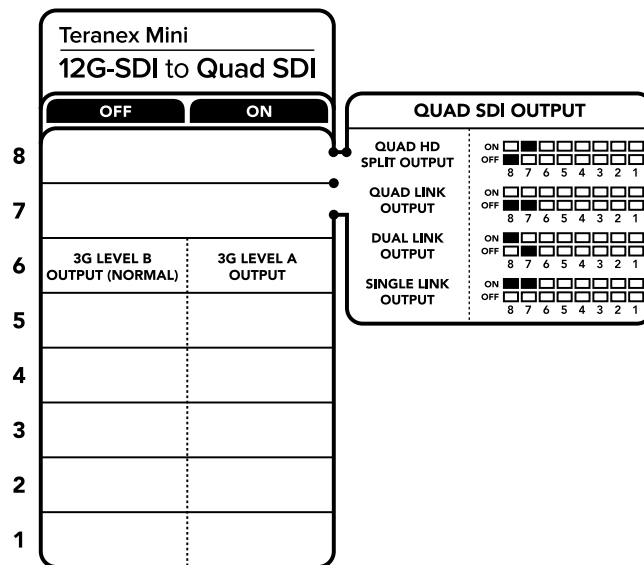 Teranex Mini
12G-SDI to Quad SDI
OFF ON
8
7
6 3G LEVEL B OUTPUT (NORMAL) 3G LEVEL A OUTPUT
5
4
3
2
1
QUAD SDI OUTPUT
QUAD HD
SPLIT OUTPUT
ON
OFF
8 7 6 5 4 3 2 1
QUAD LINK
OUTPUT
ON
OFF
8 7 6 5 4 3 2 1
DUAL LINK
OUTPUT
ON
OFF
8 7 6 5 4 3 2 1
SINGLE LINK
OUTPUT
ON
OFF
8 7 6 5 4 3 2 1